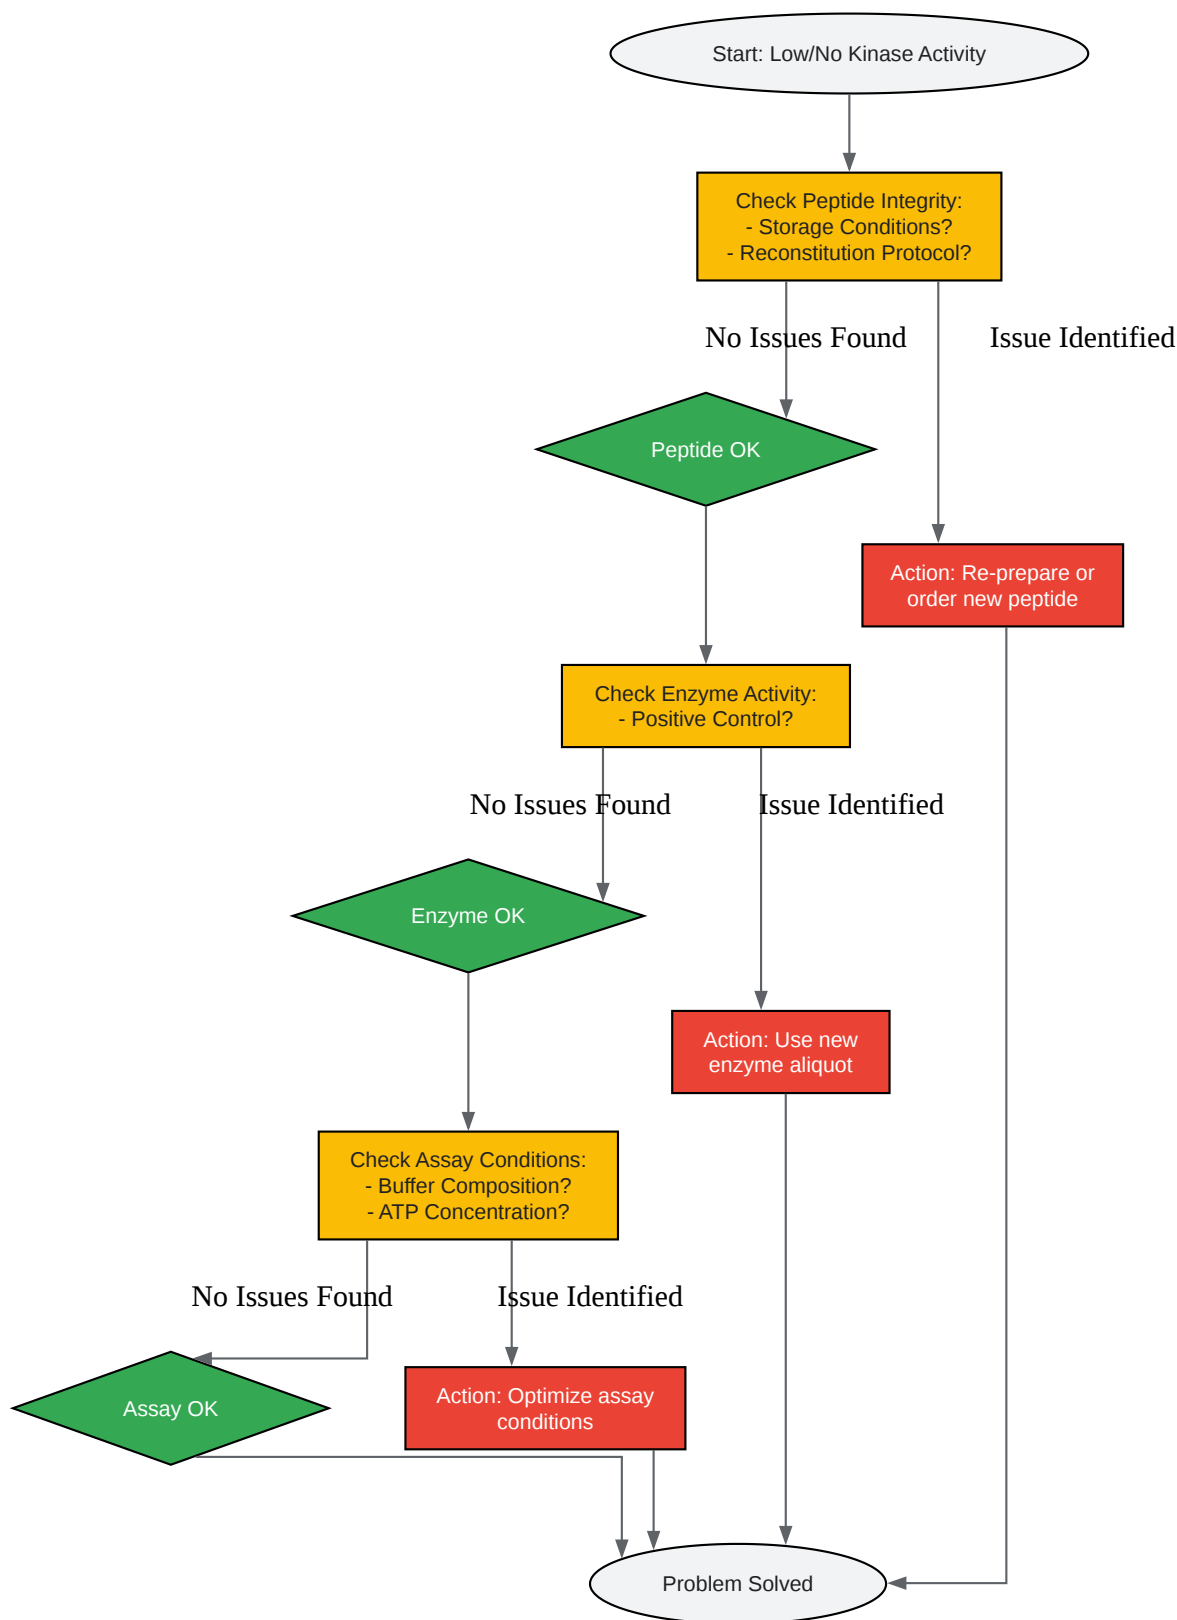 Start: Low/No Kinase Activity
Check Peptide Integrity:
- Storage Conditions?
- Reconstitution Protocol?
No Issues Found
Issue Identified
Peptide OK
Action: Re-prepare or
order new peptide
Check Enzyme Activity:
- Positive Control?
No Issues Found
Issue Identified
Enzyme OK
Action: Use new
enzyme aliquot
Check Assay Conditions:
- Buffer Composition?
- ATP Concentration?
No Issues Found
Issue Identified
Assay OK
Action: Optimize assay
conditions
Problem Solved